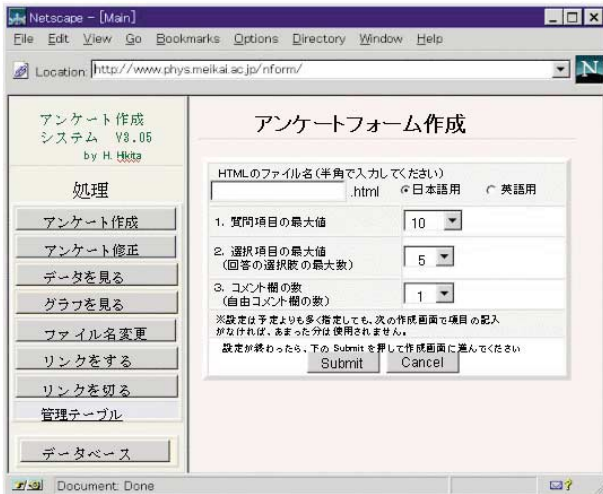 Netscape - [Main]
File Edit View Go Bookmarks Options Directory Window Help
Location: http://www.phys.meikai.ac.jp/nform/
N
アンケート作成
システム V3.05
by H. Hikita
処理
アンケート作成
アンケート修正
データを見る
グラフを見る
ファイル名変更
リンクをする
リンクを切る
管理テーブル
データベース
アンケートフォーム作成
HTMLのファイル名(半角で入力してください)
.html 日本語用 英語用
1. 質問項目の最大値 10
2. 選択項目の最大値
(回答の選択肢の最大数) 5
3. コメント欄の数
(自由コメント欄の数) 1
※設定は予定よりも多く指定しても、次の作成画面で項目の記入
がなければ、あまった分は使用されません。
設定が終わったら、下の Submit を押して作成画面に進んでください
Submit Cancel
Document: Done